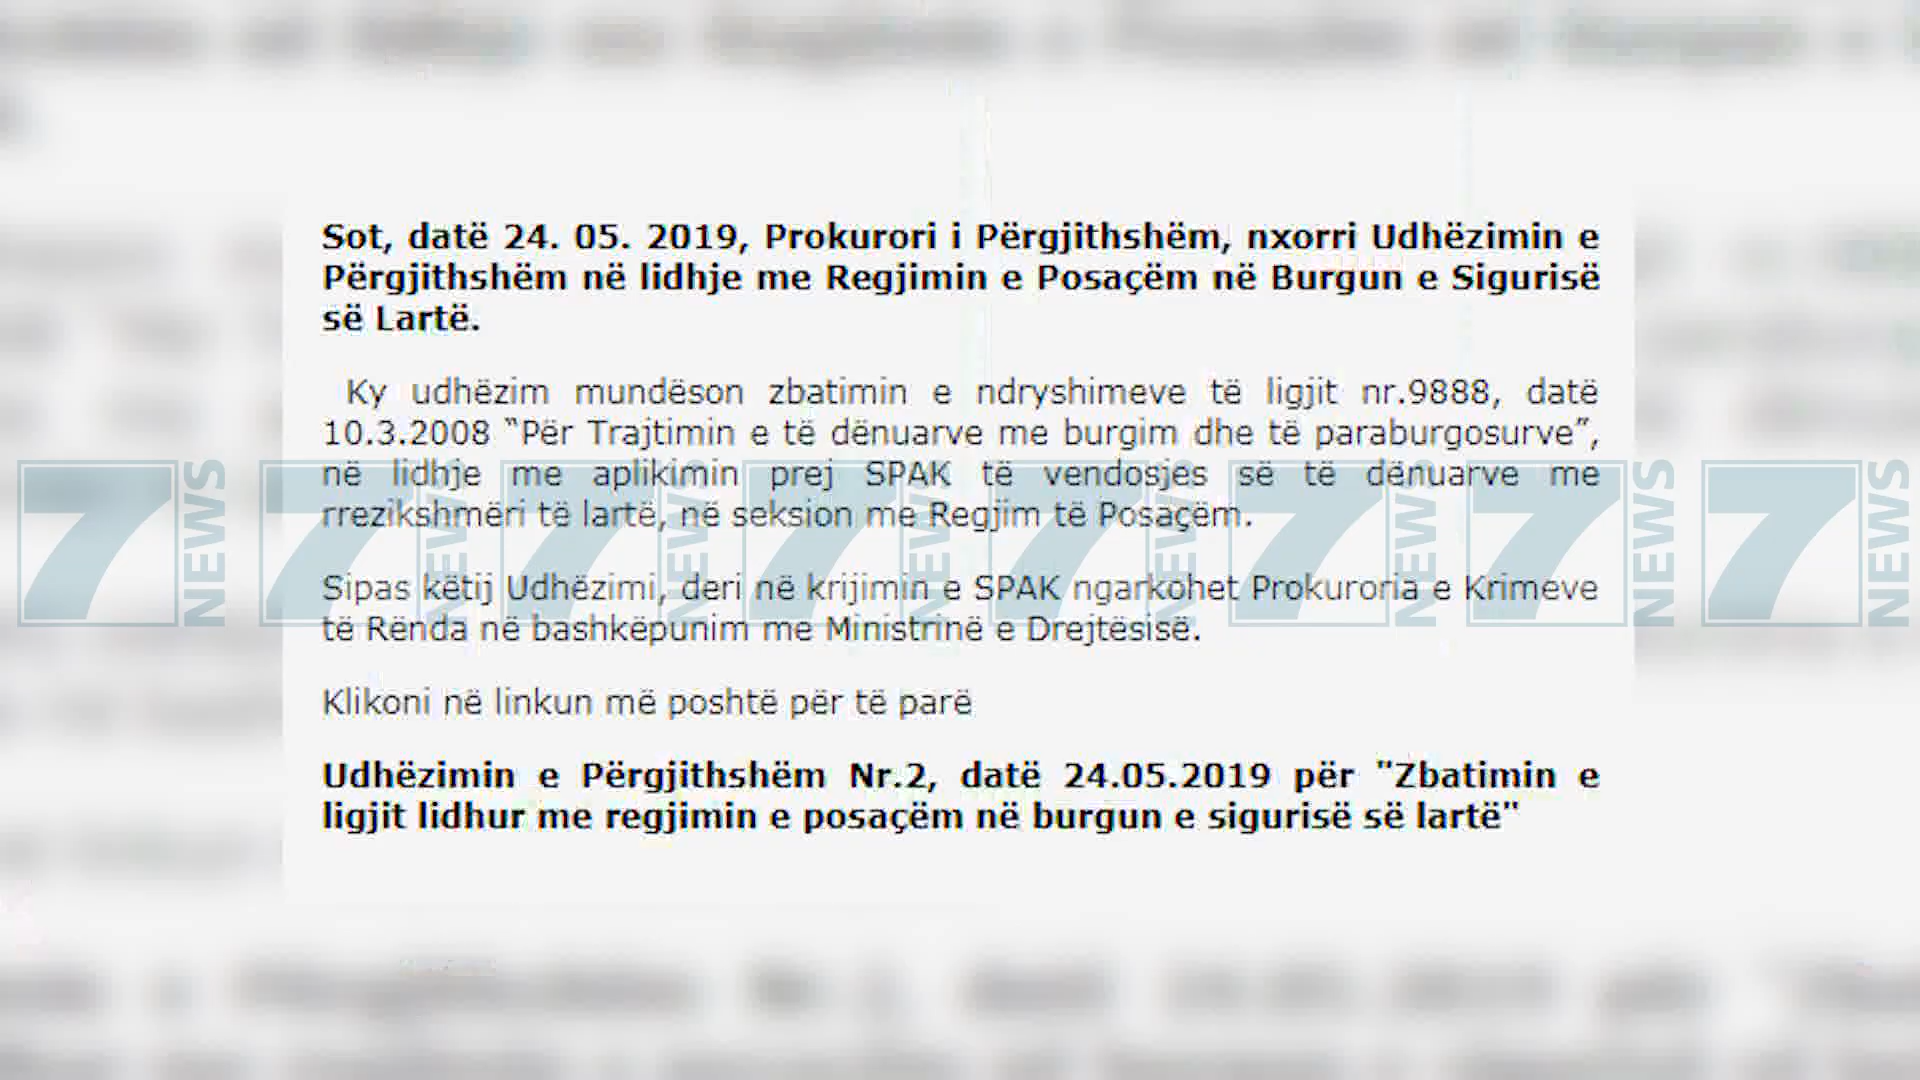 Sot, datë 24. 05. 2019, Prokurori i Përgjithshëm, nxorri Udhëzimin e
Përgjithshëm në lidhje me Regjimin e Posaçëm në Burgun e Sigurisë
së Lartë.
Ky udhëzim mundëson zbatimin e ndryshimeve të ligjit nr.9888, datë
10.3.2008 “Për Trajtimin e të dënuarve me burgim dhe të paraburgosurve”,
në lidhje me aplikimin prej SPAK të vendosjes së të dënuarve me
rrezikshmëri të lartë, në seksion me Regjim të Posaçëm.
Sipas këtij Udhëzimi, deri në krijimin e SPAK ngarkohet Prokuroria e Krimeve
të Rënda në bashkëpunim me Ministrinë e Drejtësisë.
Klikoni në linkun më poshtë për të parë
Udhëzimin e Përgjithshëm Nr.2, datë 24.05.2019 për "Zbatimin e
ligjit lidhur me regjimin e posaçëm në burgun e sigurisë së lartë"
7 NEWS 7 NEWS 7 NEWS 7 NEWS 7 NEWS 7 NEWS 7 NEWS 7 NEWS